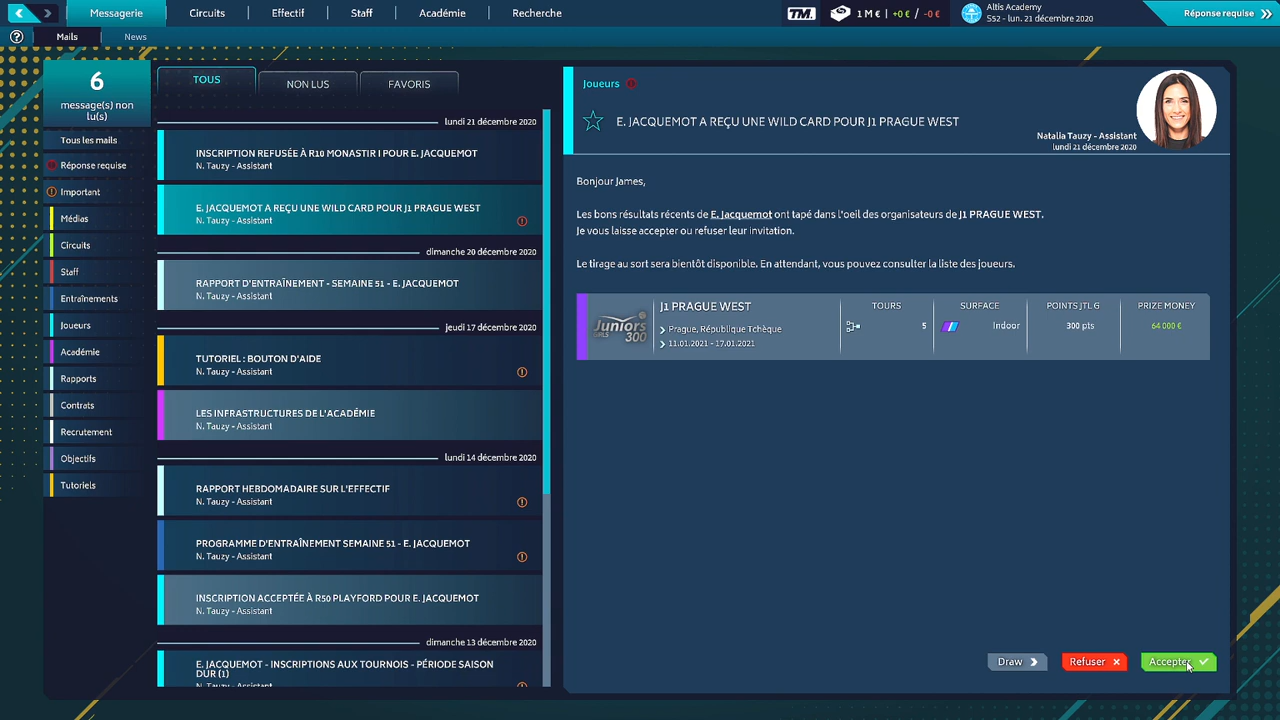 Messagerie
Circuits
Effectif
Staff
Académie
Recherche
TM.
1 M € | +0 € / -0 €
Altis Academy
S52 - lun. 21 décembre 2020
Réponse requise
Mails
News
6
message(s) non
lu(s)
Tous les mails
Réponse requise
Important
Médias
Circuits
Staff
Entraînements
Joueurs
Académie
Rapports
Contrats
Recrutement
Objectifs
Tutoriels
TOUS
NON LUS
FAVORIS
lundi 21 décembre 2020
INSCRIPTION REFUSÉE À R10 MONASTIR I POUR E. JACQUEMOT
N. Tauzy - Assistant
E. JACQUEMOT A REÇU UNE WILD CARD POUR J1 PRAGUE WEST
N. Tauzy - Assistant
dimanche 20 décembre 2020
RAPPORT D'ENTRAÎNEMENT - SEMAINE 51 - E. JACQUEMOT
N. Tauzy - Assistant
jeudi 17 décembre 2020
TUTORIEL : BOUTON D'AIDE
N. Tauzy - Assistant
LES INFRASTRUCTURES DE L'ACADÉMIE
N. Tauzy - Assistant
lundi 14 décembre 2020
RAPPORT HEBDOMADAIRE SUR L'EFFECTIF
N. Tauzy - Assistant
PROGRAMME D'ENTRAÎNEMENT SEMAINE 51 - E. JACQUEMOT
N. Tauzy - Assistant
INSCRIPTION ACCEPTÉE À R50 PLAYFORD POUR E. JACQUEMOT
N. Tauzy - Assistant
dimanche 13 décembre 2020
E. JACQUEMOT - INSCRIPTIONS AUX TOURNOIS - PÉRIODE SAISON
DUR (1)
N. Tauzy - Assistant
Joueurs
E. JACQUEMOT A REÇU UNE WILD CARD POUR J1 PRAGUE WEST
Natalia Tauzy - Assistant
lundi 21 décembre 2020
Bonjour James,
Les bons résultats récents de E. Jacquemot ont tapé dans l'oeil des organisateurs de J1 PRAGUE WEST.
Je vous laisse accepter ou refuser leur invitation.
Le tirage au sort sera bientôt disponible. En attendant, vous pouvez consulter la liste des joueurs.
Juniors
GIRLS 300
J1 PRAGUE WEST
Prague, République Tchèque
11.01.2021 - 17.01.2021
TOURS
5
SURFACE
Indoor
POINTS JTL G
300 pts
PRIZE MONEY
64 000 €
Draw
Refuser
Accepter